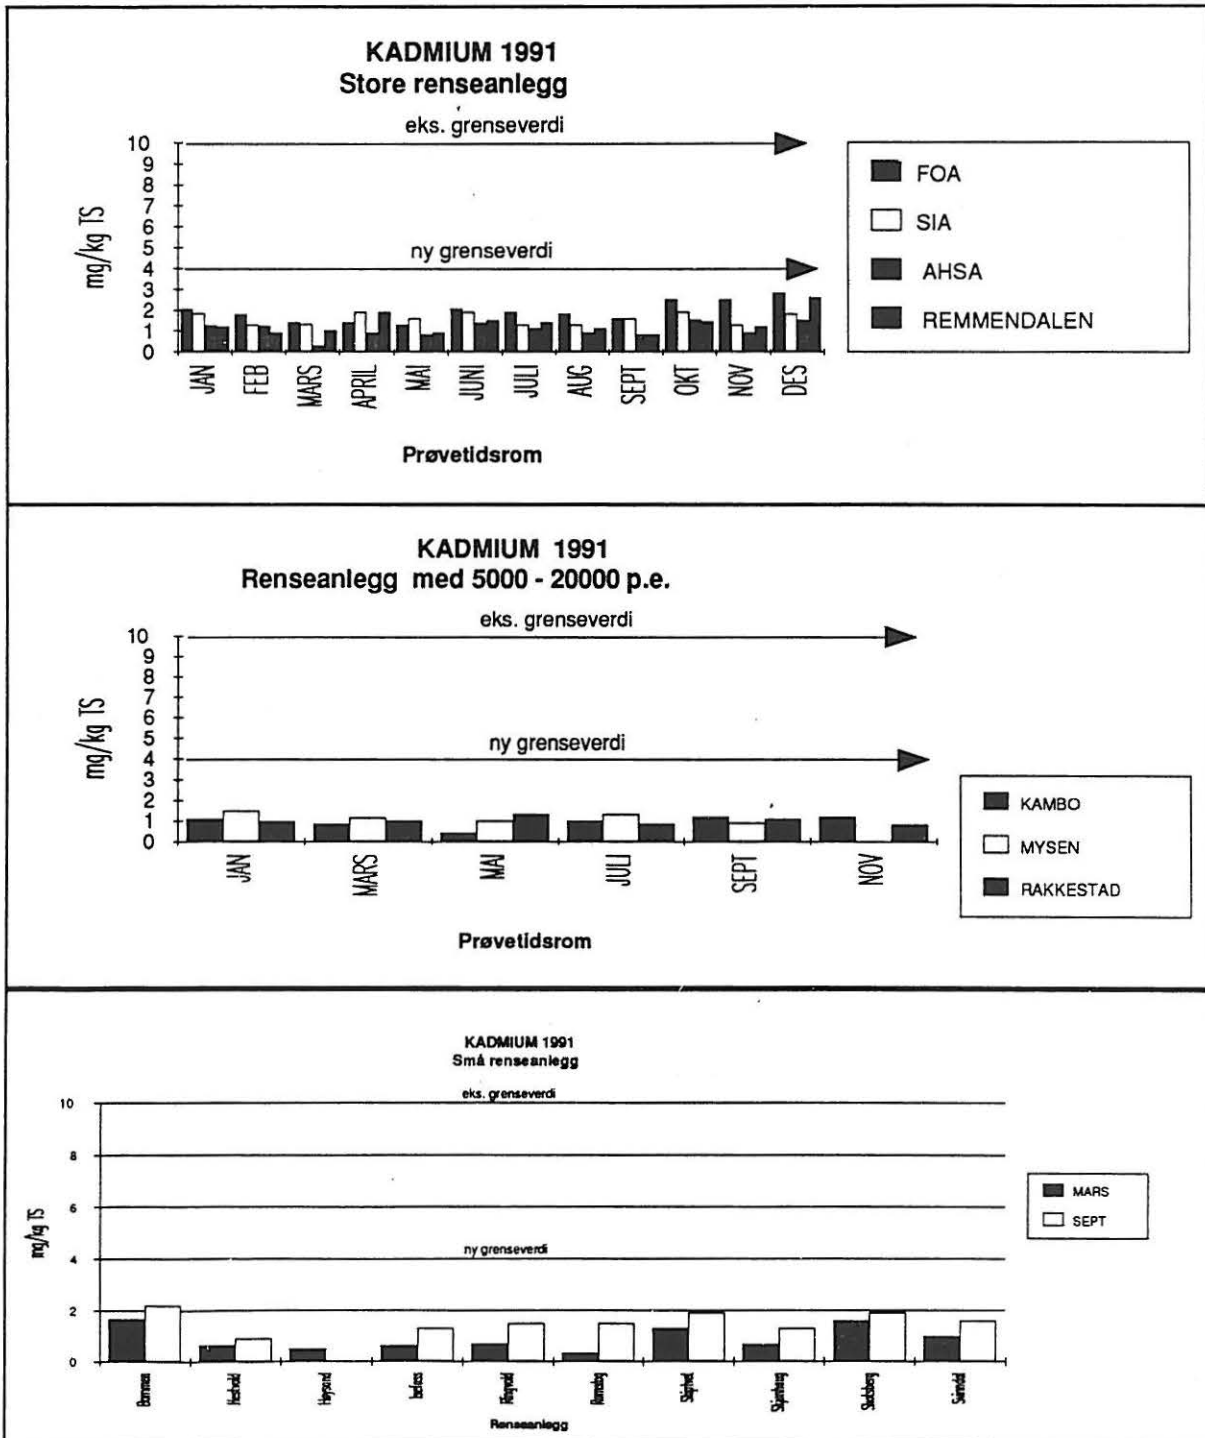 KADMIUM 1991
Store renseanlegg
eks. grenseverdi
10
9
8
7
6
5
4
3
2
1
0
mg/kg TS
ny grenseverdi
JAN
FEB
MARS
APRIL
MAI
JUNI
JULI
AUG
SEPT
OKT
NOV
DES
Prøvetidsrom
FOA
SIA
AHSA
REMMENDALEN
KADMIUM 1991
Renseanlegg med 5000 - 20000 p.e.
eks. grenseverdi
10
9
8
7
6
5
4
3
2
1
0
mg/kg TS
ny grenseverdi
JAN
MARS
MAI
JULI
SEPT
NOV
Prøvetidsrom
KAMBO
MYSEN
RAKKESTAD
KADMIUM 1991
Små renseanlegg
eks. grenseverdi
10
8
6
4
2
0
mg/kg TS
ny grenseverdi
Høysand
Skjønhaug
Skotsberg
Svinndal
Renseanlegg
MARS
SEPT